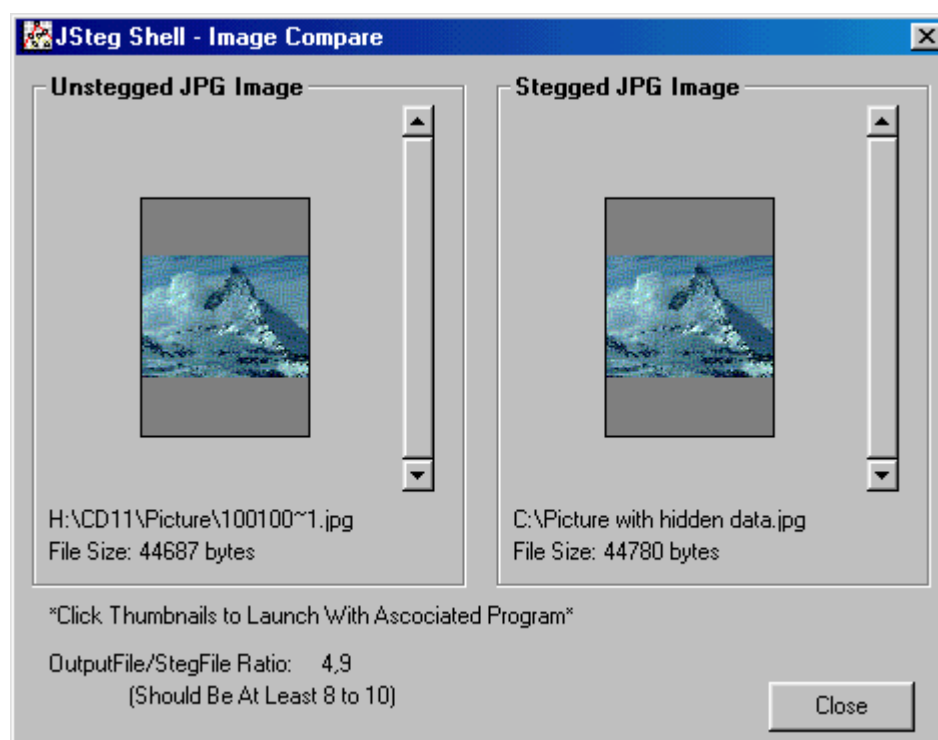 JSteg Shell - Image Compare
Unstegged JPG Image
Stegged JPG Image
H:\CD11\Picture\100100~1.jpg
File Size: 44687 bytes
C:\Picture with hidden data.jpg
File Size: 44780 bytes
*Click Thumbnails to Launch With Ascociated Program*
OutputFile/StegFile Ratio: 4,9
(Should Be At Least 8 to 10)
Close